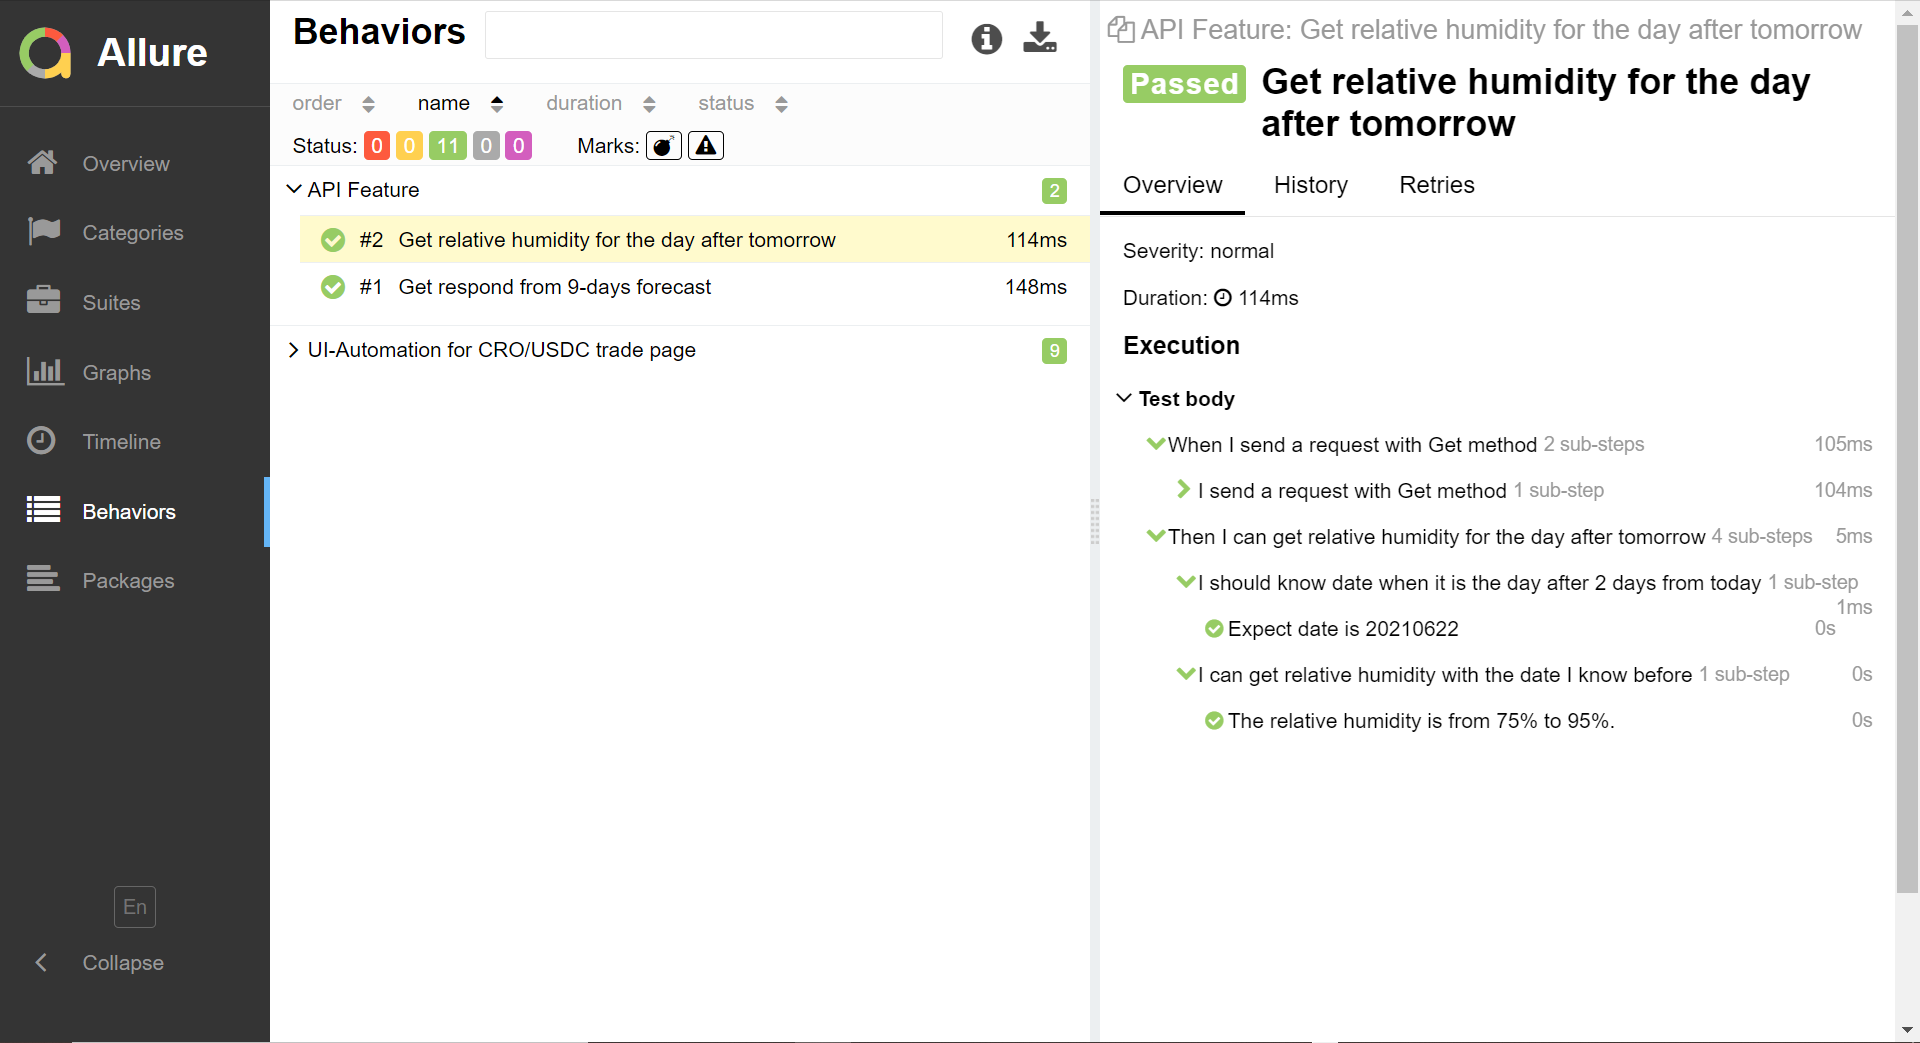 Allure
Overview
Categories
Suites
Graphs
Timeline
Behaviors
Packages
En
Collapse
Behaviors
order name duration status
Status: 0 0 11 0 0 Marks:
API Feature 2
#2 Get relative humidity for the day after tomorrow 114ms
#1 Get respond from 9-days forecast 148ms
UI-Automation for CRO/USDC trade page 9
API Feature: Get relative humidity for the day after tomorrow
Passed Get relative humidity for the day
after tomorrow
Overview History Retries
Severity: normal
Duration: 114ms
Execution
Test body
When I send a request with Get method 2 sub-steps 105ms
I send a request with Get method 1 sub-step 104ms
Then I can get relative humidity for the day after tomorrow 4 sub-steps 5ms
I should know date when it is the day after 2 days from today 1 sub-step
1ms
Expect date is 20210622 0s
I can get relative humidity with the date I know before 1 sub-step 0s
The relative humidity is from 75% to 95%. 0s